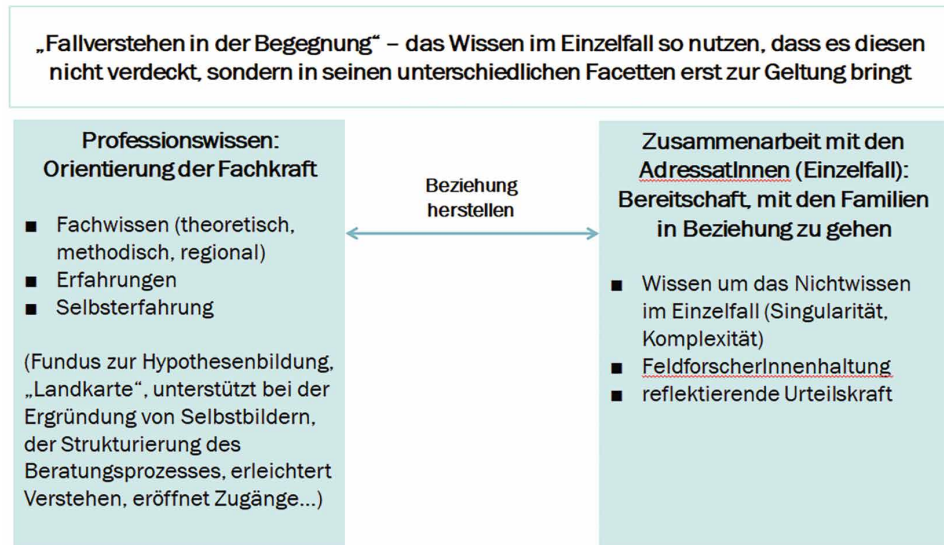 „Fallverstehen in der Begegnung“ – das Wissen im Einzelfall so nutzen, dass es diesen
nicht verdeckt, sondern in seinen unterschiedlichen Facetten erst zur Geltung bringt
Professionswissen:
Orientierung der Fachkraft
■ Fachwissen (theoretisch,
methodisch, regional)
■ Erfahrungen
■ Selbsterfahrung
(Fundus zur Hypothesenbildung,
„Landkarte“, unterstützt bei der
Ergründung von Selbstbildern,
der Strukturierung des
Beratungsprozesses, erleichtert
Verstehen, eröffnet Zugänge...)
Beziehung
herstellen
Zusammenarbeit mit den
AdressatInnen (Einzelfall):
Bereitschaft, mit den Familien
in Beziehung zu gehen
■ Wissen um das Nichtwissen
im Einzelfall (Singularität,
Komplexität)
■ FeldforscherInnenhaltung
■ reflektierende Urteilskraft